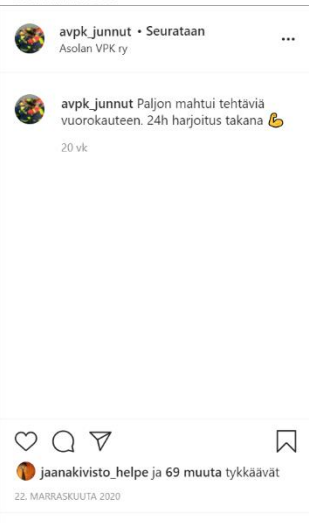 avpk_junnut • Seurataan
Asolan VPK ry
avpk_junnut Paljon mahtui tehtäviä
vuorokauteen. 24h harjoitus takana 💪
20 vk
jaanakivisto_helpe ja 69 muuta tykkäävät
22. MARRASKUUTA 2020